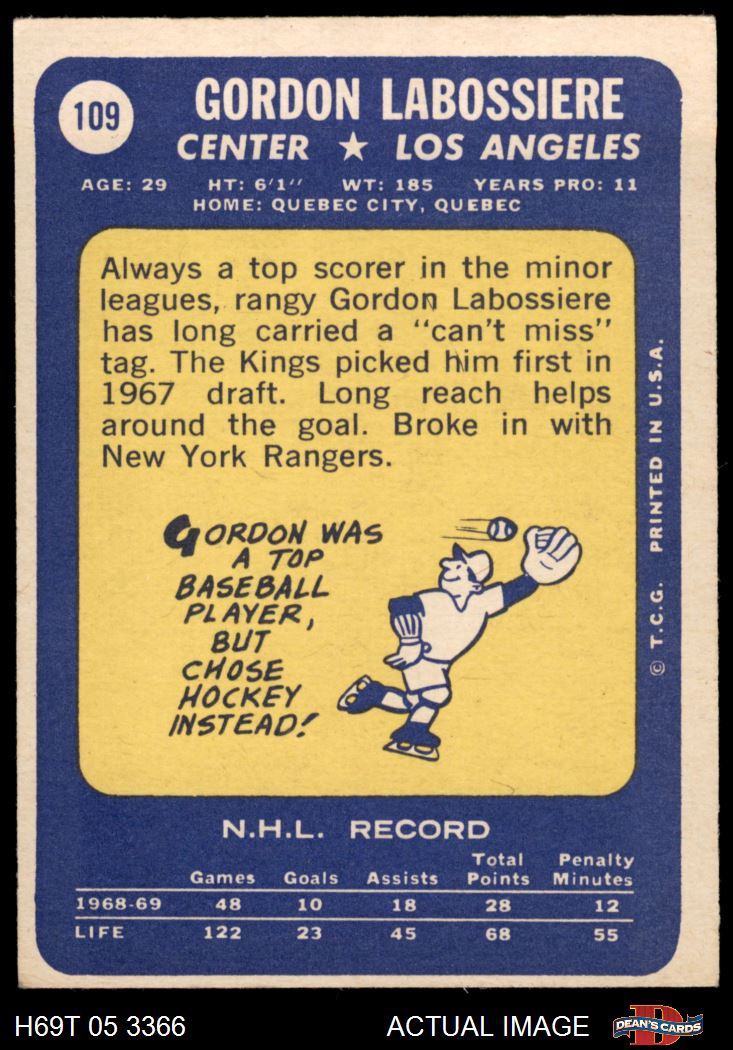 109
GORDON LABOSSIERE
CENTER ★ LOS ANGELES
AGE: 29 HT: 6'1" WT: 185 YEARS PRO: 11
HOME: QUEBEC CITY, QUEBEC
Always a top scorer in the minor
leagues, rangy Gordon Labossiere
has long carried a "can't miss"
tag. The Kings picked him first in
1967 draft. Long reach helps
around the goal. Broke in with
New York Rangers.
GORDON WAS
A TOP
BASEBALL
PLAYER,
BUT
CHOSE
HOCKEY
INSTEAD!
© T.C.G. PRINTED IN U.S.A.
N.H.L. RECORD
Games Goals Assists Total Points Penalty Minutes
1968-69 48 10 18 28 12
LIFE 122 23 45 68 55
H69T 05 3366 ACTUAL IMAGE DEAN'S CARDS